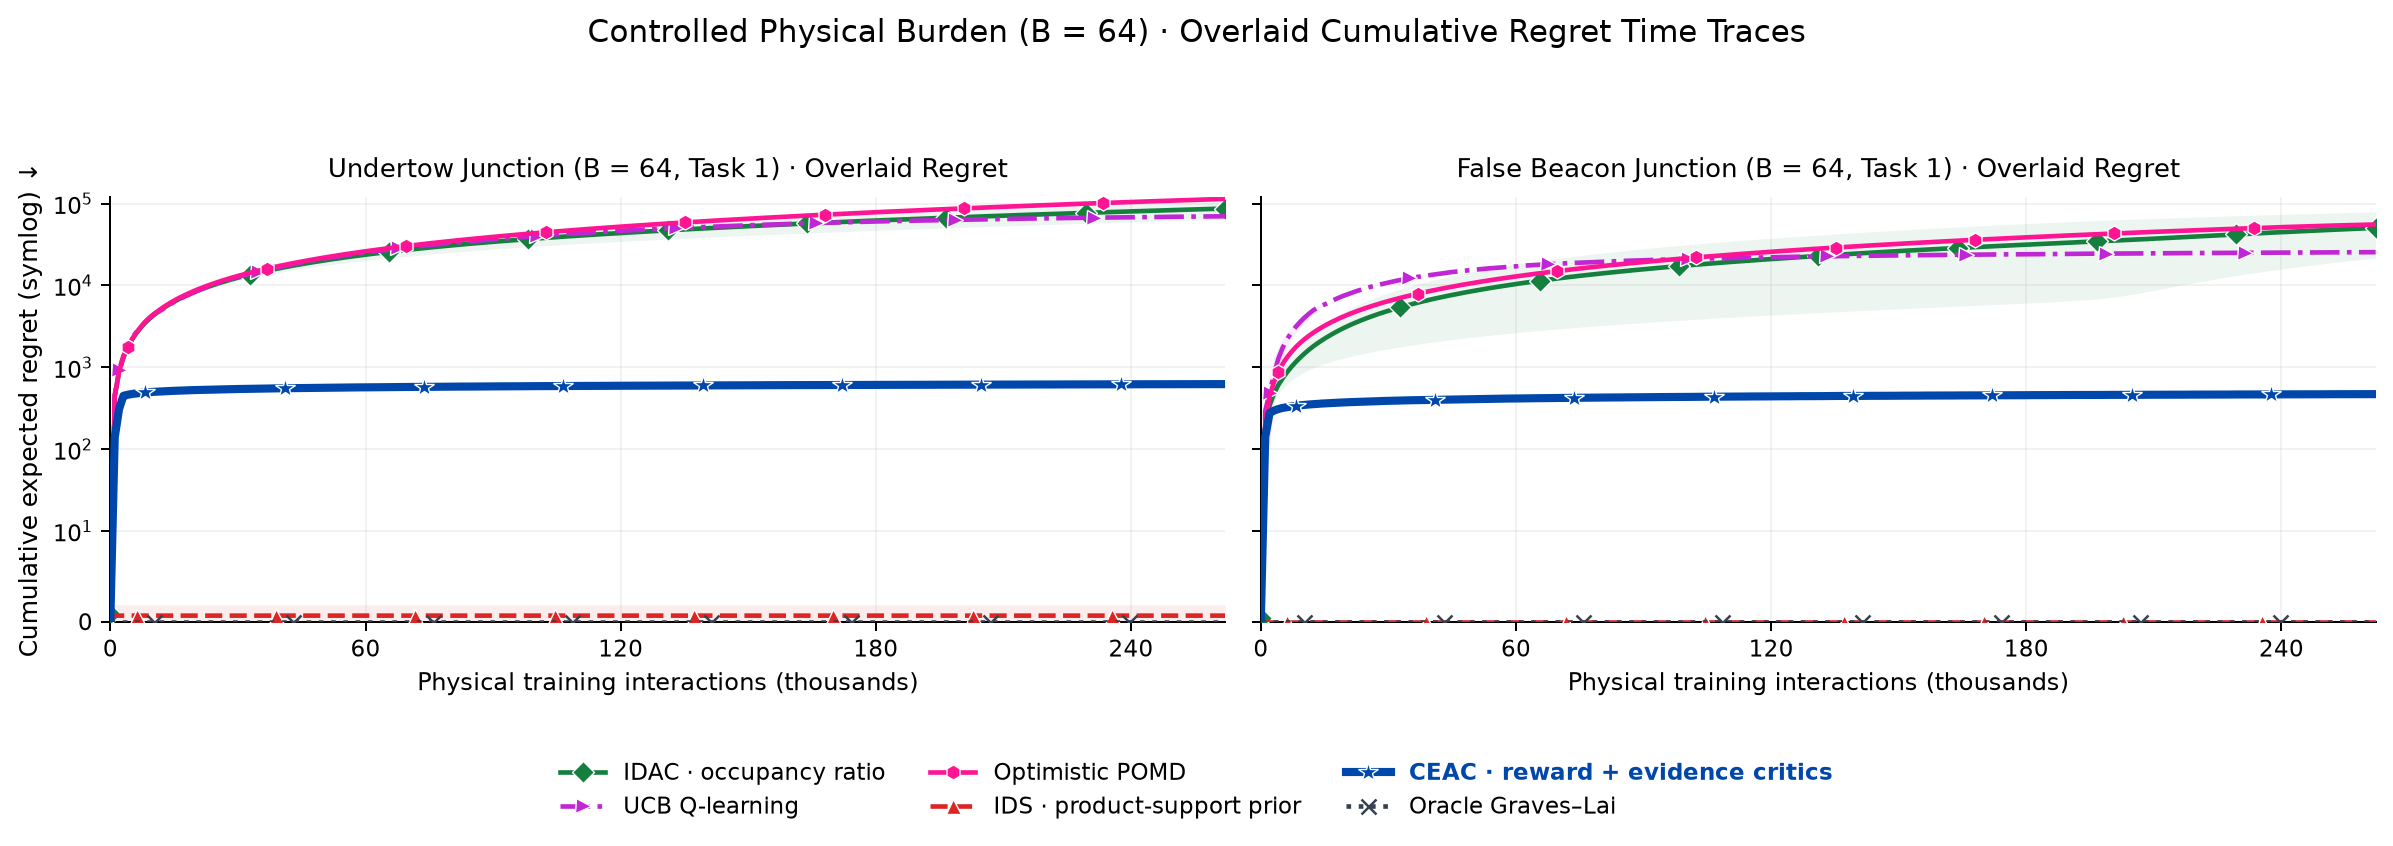 Controlled Physical Burden (B = 64) · Overlaid Cumulative Regret Time Traces
Undertow Junction (B = 64, Task 1) · Overlaid Regret
False Beacon Junction (B = 64, Task 1) · Overlaid Regret
Cumulative expected regret (symlog) ↓
10⁵
10⁴
10³
10²
10¹
0
0 60 120 180 240
0 60 120 180 240
Physical training interactions (thousands)
Physical training interactions (thousands)
IDAC · occupancy ratio
UCB Q-learning
Optimistic POMD
IDS · product-support prior
CEAC · reward + evidence critics
Oracle Graves–Lai